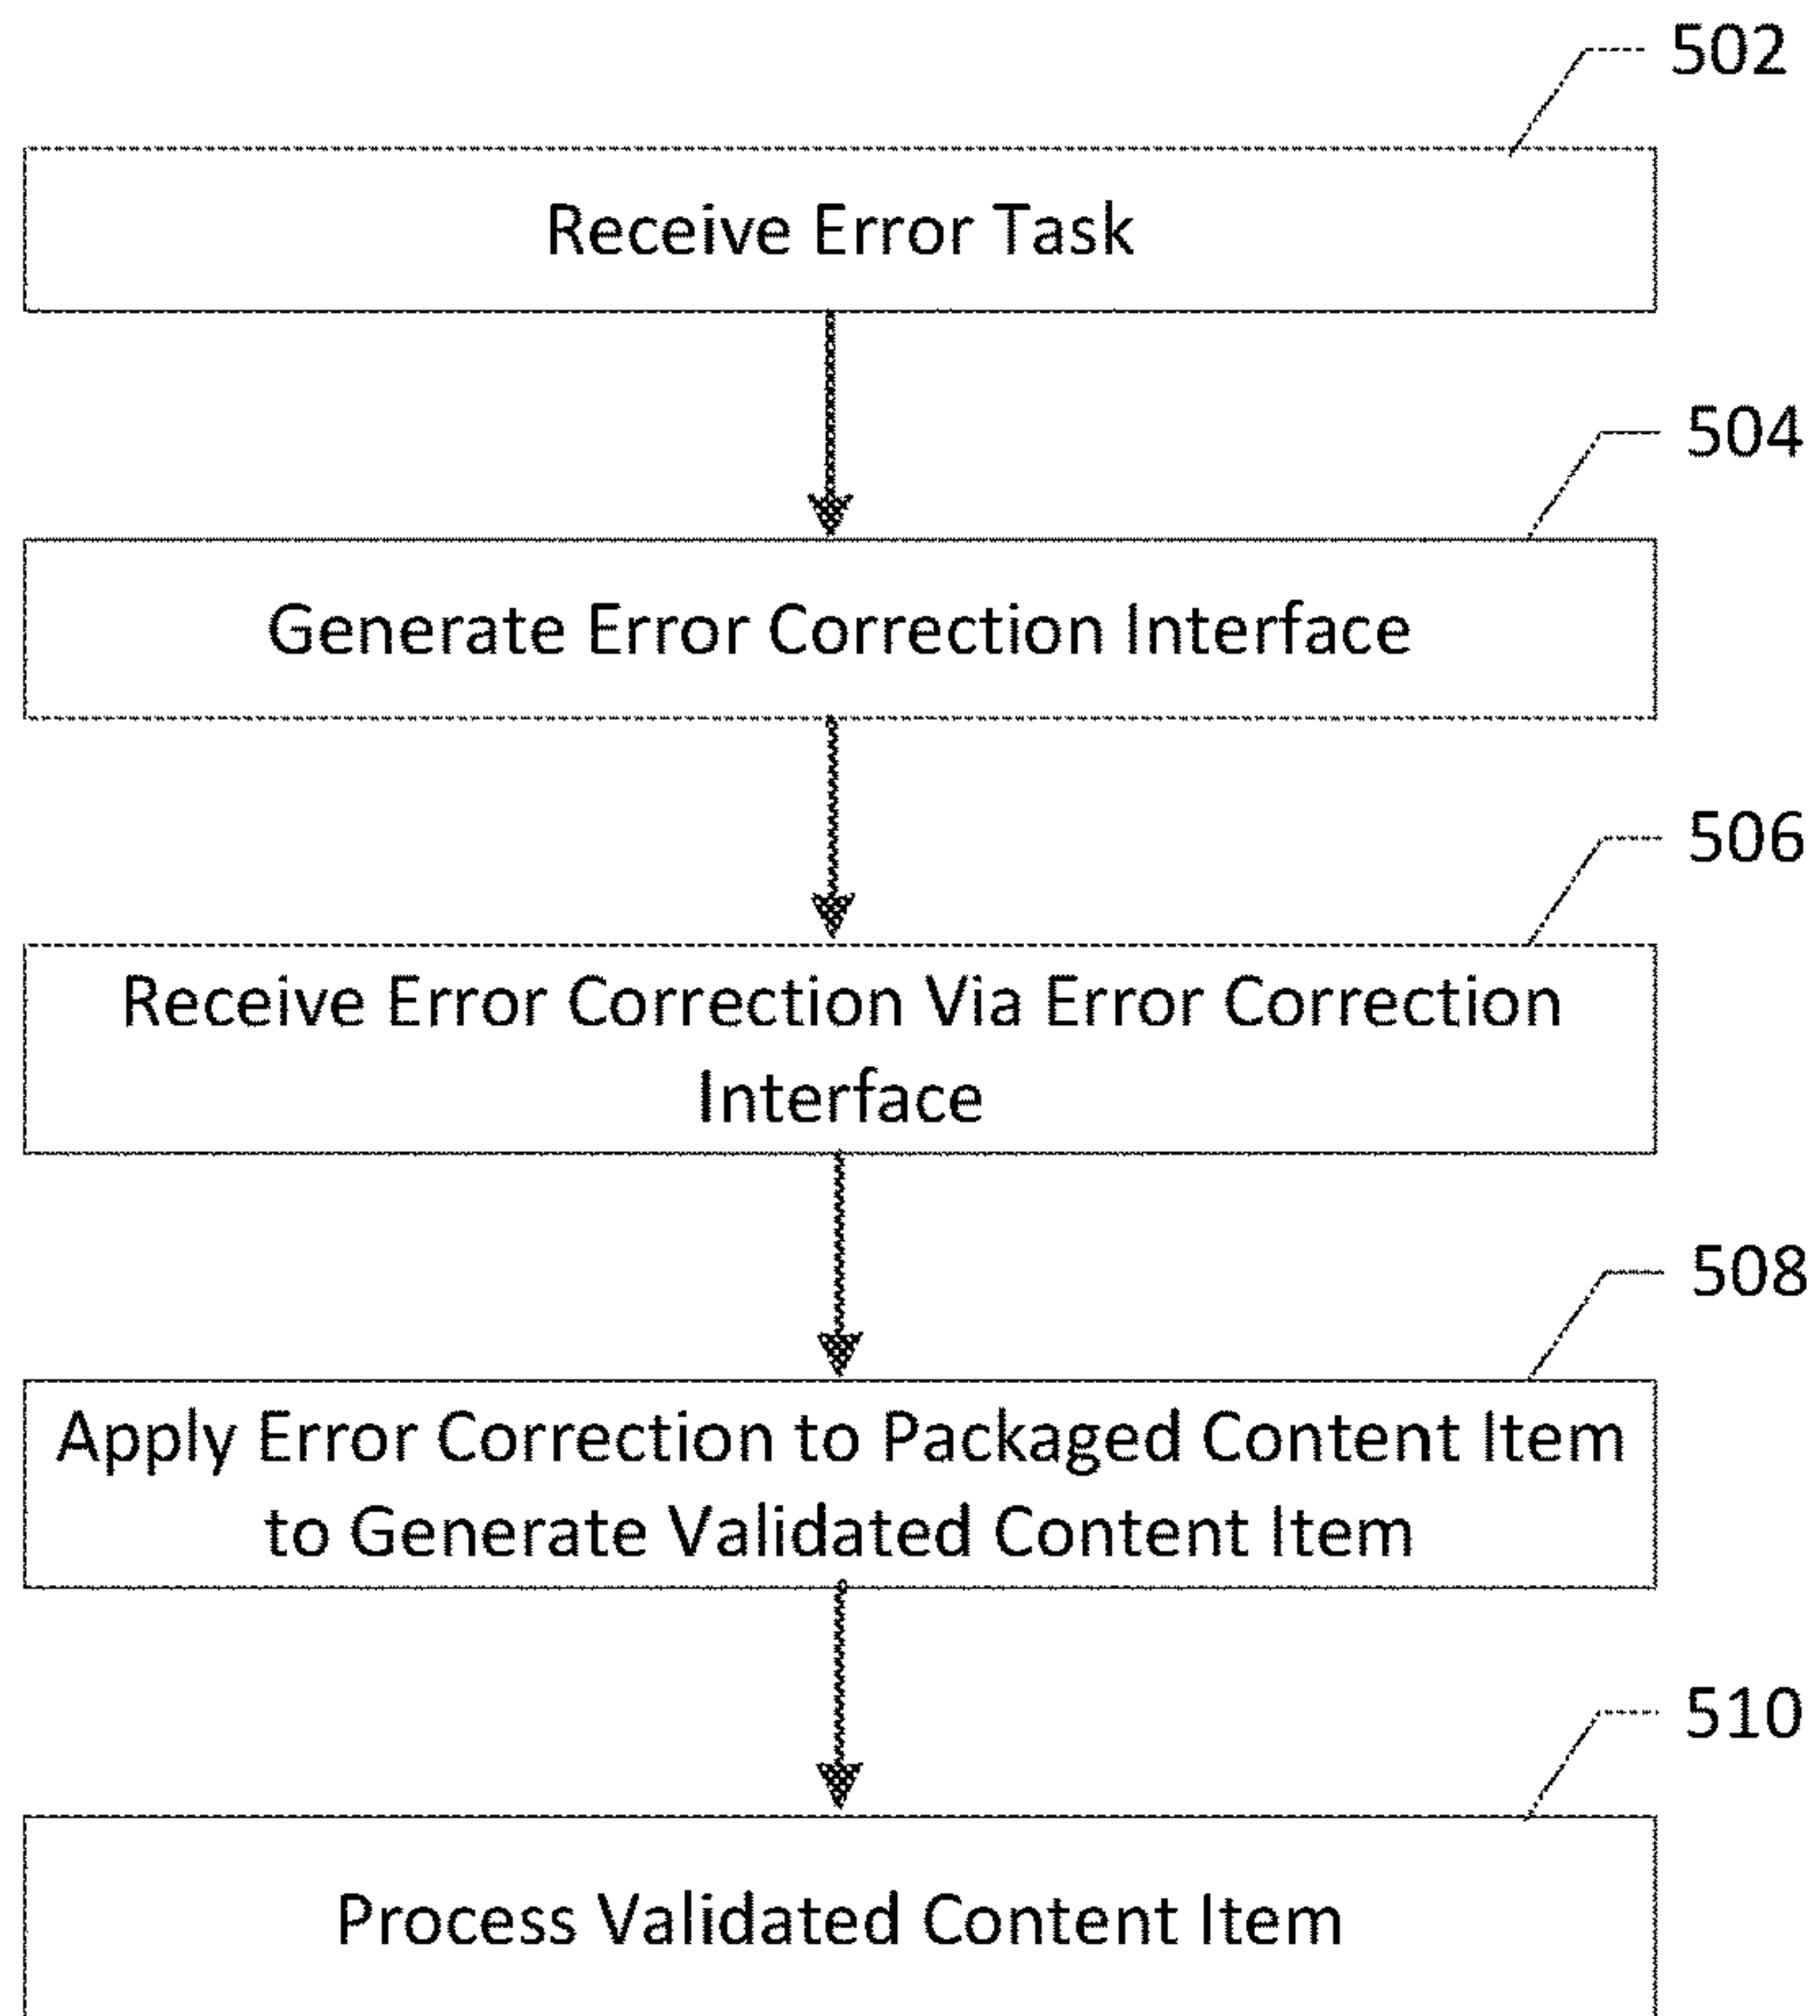 502
Receive Error Task
504
Generate Error Correction Interface
506
Receive Error Correction Via Error Correction
Interface
508
Apply Error Correction to Packaged Content Item
to Generate Validated Content Item
510
Process Validated Content Item